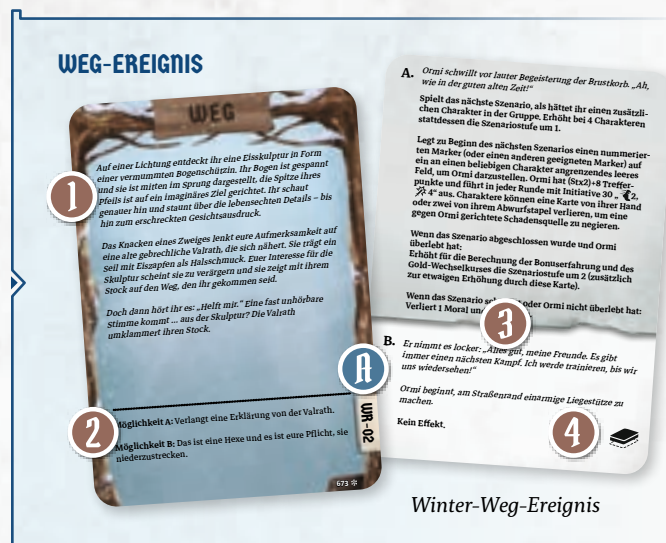 WEG-EREIGNIS
WEG
Auf einer Lichtung entdeckt ihr eine Eisskulptur in Form
einer vermummten Bogenschützin. Ihr Bogen ist gespannt
und sie ist mitten im Sprung dargestellt, die Spitze ihres
Pfeils ist auf ein imaginäres Ziel gerichtet. Ihr schaut
genauer hin und staunt über die lebensechten Details – bis
hin zum erschreckten Gesichtsausdruck.
Das Knacken eines Zweiges lenkt eure Aufmerksamkeit auf
eine alte gebrechliche Valrath, die sich nähert. Sie trägt ein
Seil mit Eiszapfen als Halsschmuck. Euer Interesse für die
Skulptur scheint sie zu verärgern und sie zeigt mit ihrem
Stock auf den Weg, den ihr gekommen seid.
Doch dann hört ihr es: „Helft mir.“ Eine fast unhörbare
Stimme kommt ... aus der Skulptur? Die Valrath
umklammert ihren Stock.
1
Möglichkeit A: Verlangt eine Erklärung von der Valrath.
Möglichkeit B: Das ist eine Hexe und es ist eure Pflicht, sie
niederzustrecken.
2
A
WR-02
673
A. Ormi schwillt vor lauter Begeisterung der Brustkorb. „Ah,
wie in der guten alten Zeit!“
Spielt das nächste Szenario, als hättet ihr einen zusätzli-
chen Charakter in der Gruppe. Erhöht bei 4 Charakteren
stattdessen die Szenariostufe um 1.
Legt zu Beginn des nächsten Szenarios einen nummerier-
ten Marker (oder einen anderen geeigneten Marker) auf
ein an einen beliebigen Charakter angrenzendes leeres
Feld, um Ormi darzustellen. Ormi hat (Stx2)+8 Treffer-
punkte und führt in jeder Runde mit Initiative 30 „ 2,
4“ aus. Charaktere können eine Karte von ihrer Hand
oder zwei von ihrem Abwurfstapel verlieren, um eine
gegen Ormi gerichtete Schadensquelle zu negieren.
Wenn das Szenario abgeschlossen wurde und Ormi
überlebt hat:
Erhöht für die Berechnung der Bonuserfahrung und des
Gold-Wechselkurses die Szenariostufe um 2 (zusätzlich
zur etwaigen Erhöhung durch diese Karte).
Wenn das Szenario oder Ormi nicht überlebt hat:
Verliert 1 Moral
3
B. Er nimmt es locker: „Alles gut, meine Freunde. Es gibt
immer einen nächsten Kampf. Ich werde trainieren, bis wir
uns wiedersehen!“
Ormi beginnt, am Straßenrand einarmige Liegestütze zu
machen.
Kein Effekt.
4
Winter-Weg-Ereignis